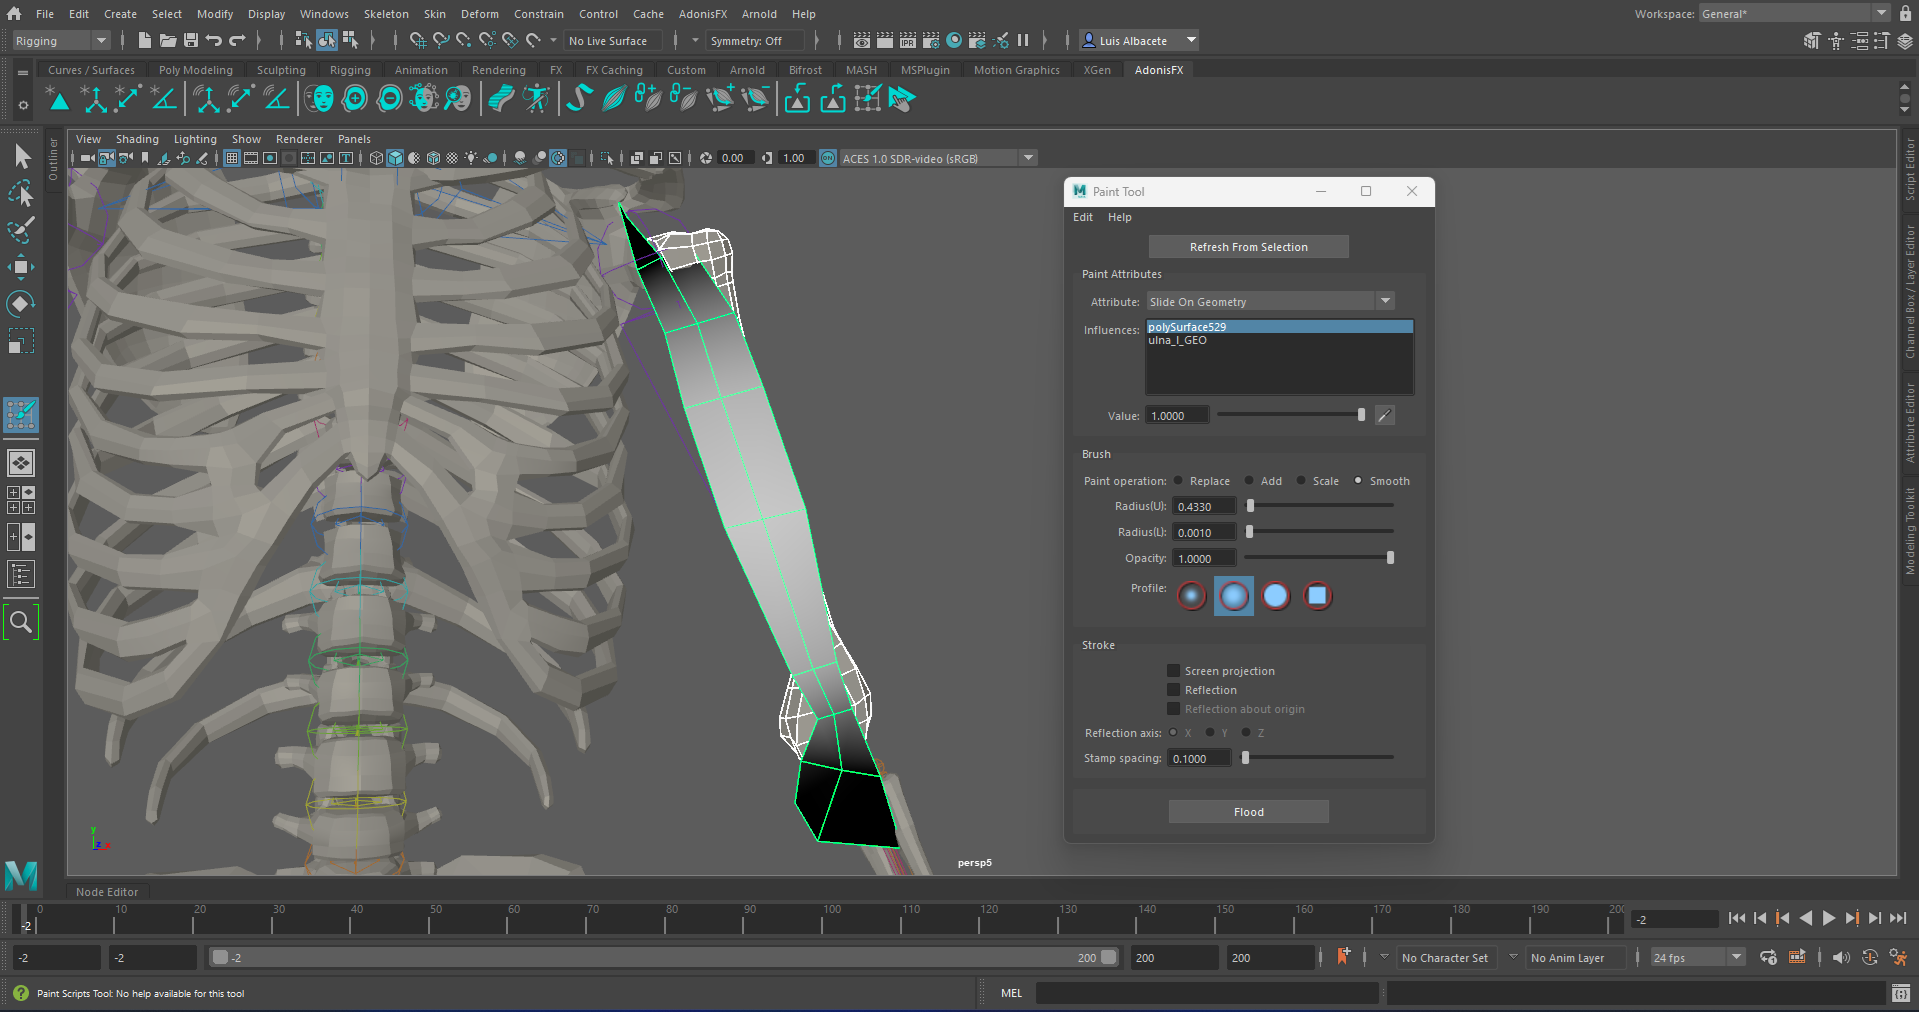 File Edit Create Select Modify Display Windows Skeleton Skin Deform Constrain Control Cache AdonisFX Arnold Help
Workspace: General*
Rigging
No Live Surface
Symmetry: Off
IPR
Luis Albacete
Curves / Surfaces Poly Modeling Sculpting Rigging Animation Rendering FX FX Caching Custom Arnold Bifrost MASH MSPlugin Motion Graphics XGen AdonisFX
Outliner
View Shading Lighting Show Renderer Panels
0.00
1.00
ON
ACES 1.0 SDR-video (sRGB)
Script Editor
Channel Box / Layer Editor
Attribute Editor
Modeling Toolkit
Paint Tool
Edit Help
Refresh From Selection
Paint Attributes
Attribute: Slide On Geometry
Influences: polySurface529
ulna_l_GEO
Value: 1.0000
Brush
Paint operation: Replace Add Scale Smooth
Radius(U): 0.4330
Radius(L): 0.0010
Opacity: 1.0000
Profile:
Stroke
Screen projection
Reflection
Reflection about origin
Reflection axis: X Y Z
Stamp spacing: 0.1000
Flood
y
z x
persp5
M
Node Editor
0 10 20 30 40 50 60 70 80 90 100 110 120 130 140 150 160 170 180 190 200
-2
-2
-2
-2
-2
200
200
200
No Character Set
No Anim Layer
24 fps
Paint Scripts Tool: No help available for this tool
MEL